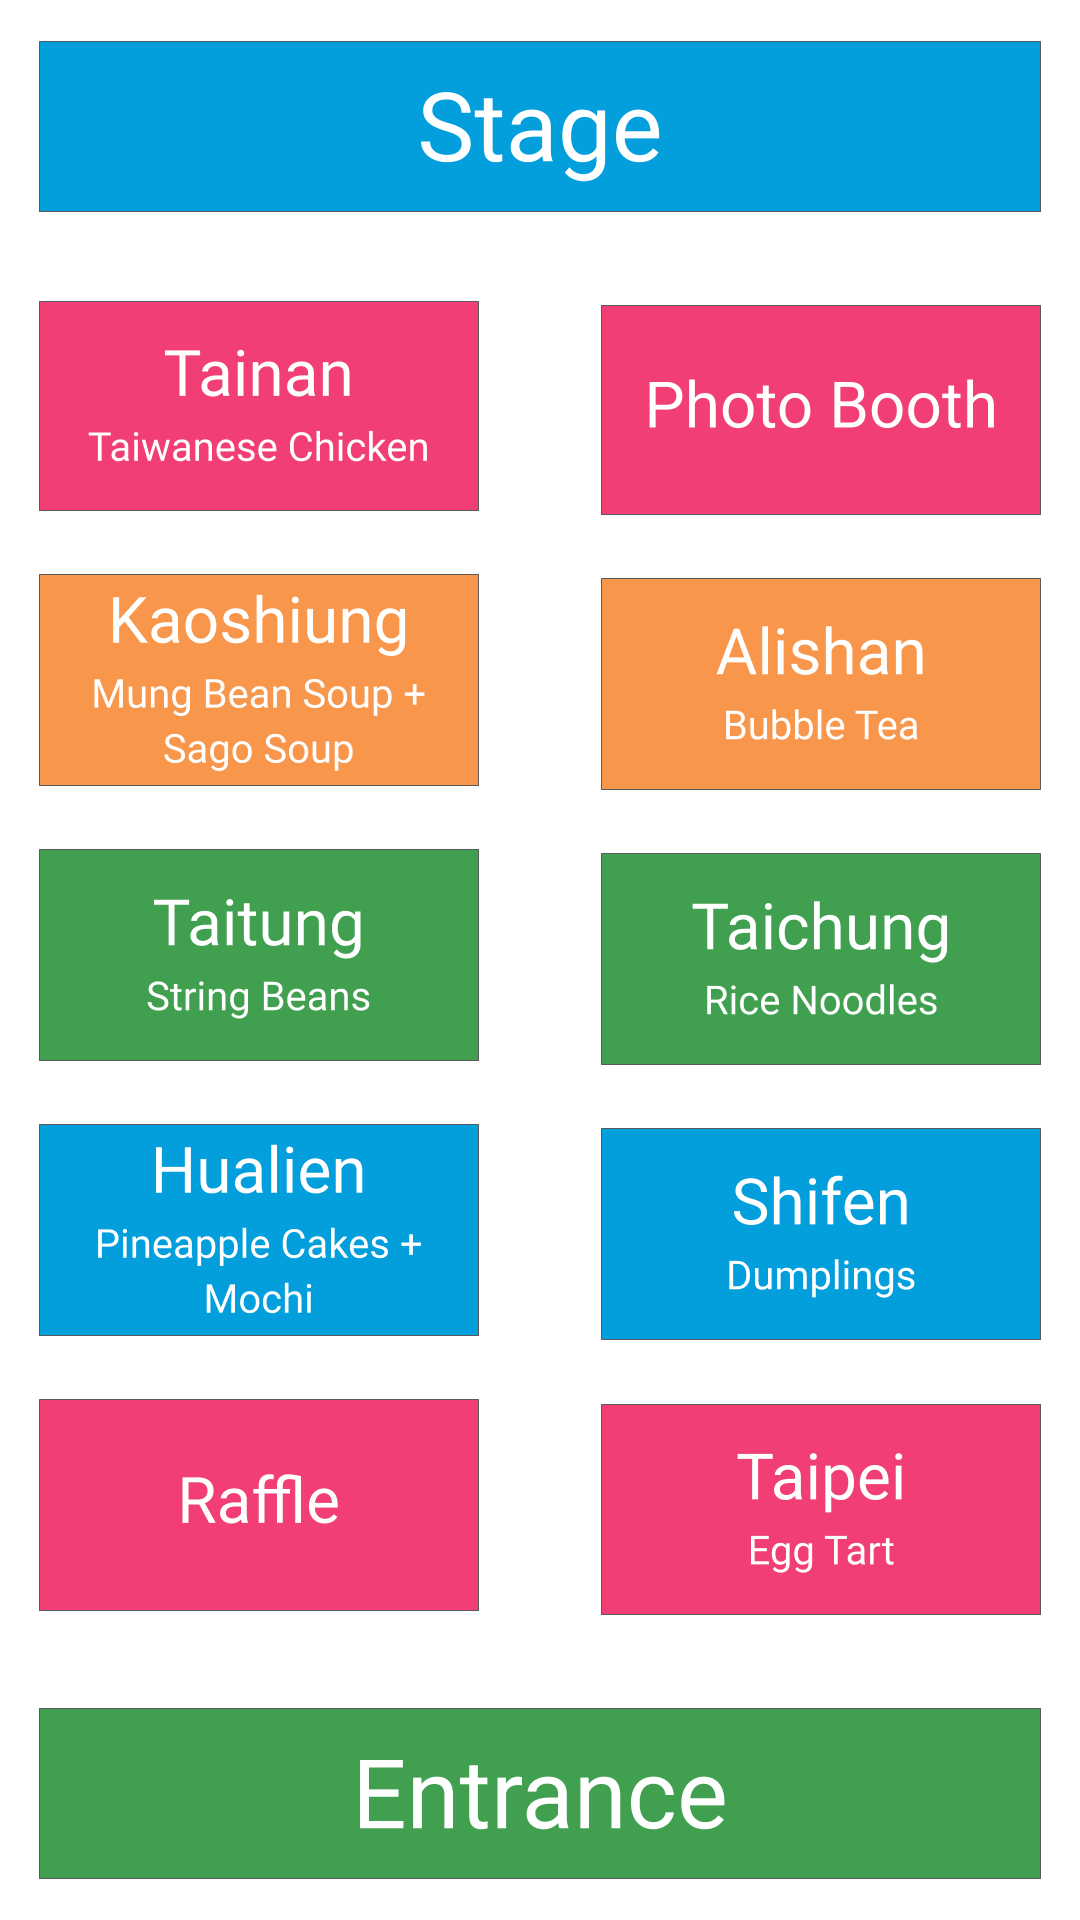 Stage
Tainan
Taiwanese Chicken
Photo Booth
Kaoshiung
Mung Bean Soup +
Sago Soup
Alishan
Bubble Tea
Taitung
String Beans
Taichung
Rice Noodles
Hualien
Pineapple Cakes +
Mochi
Shifen
Dumplings
Raffle
Taipei
Egg Tart
Entrance